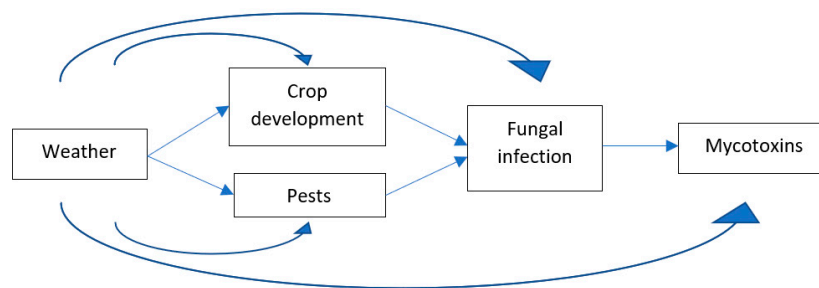 Weather
Crop
development
Pests
Fungal
infection
Mycotoxins